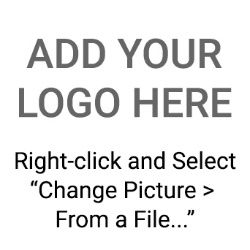 ADD YOUR
LOGO HERE
Right-click and Select
“Change Picture >
From a File...”